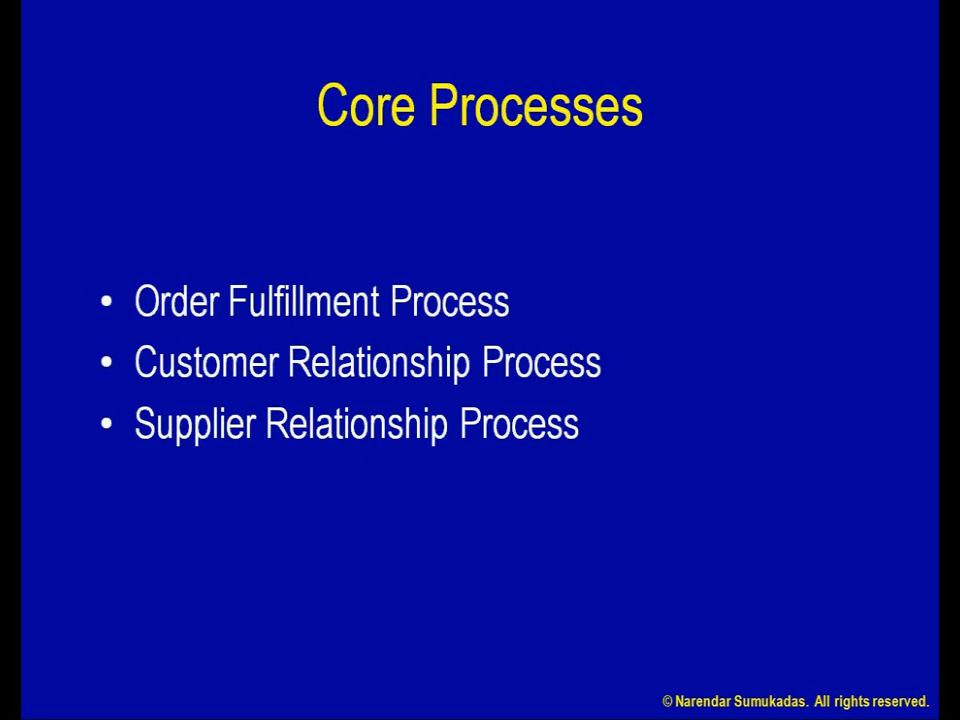 Core Processes
• Order Fulfillment Process
• Customer Relationship Process
• Supplier Relationship Process
© Narendar Sumukadas. All rights reserved.